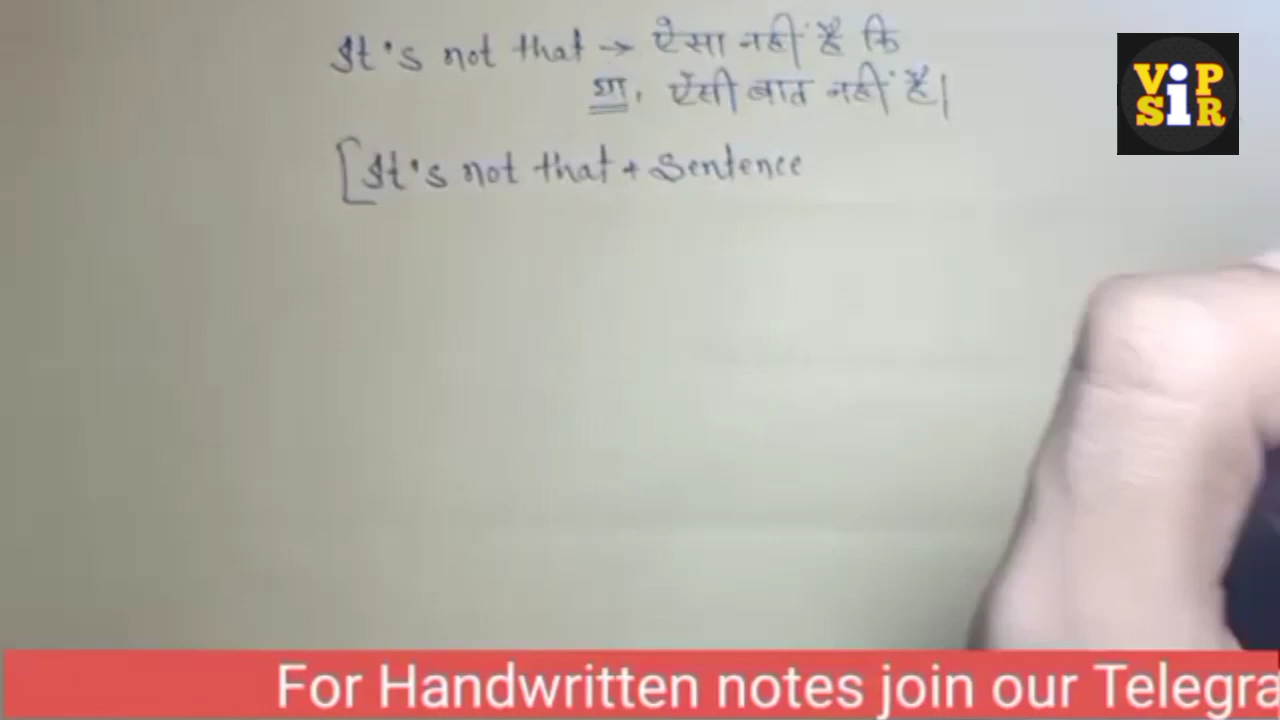 It's not that → ऐसा नहीं है कि
या, ऐसी बात नहीं है।
[It's not that + Sentence
ViP
SiR
For Handwritten notes join our Telegra